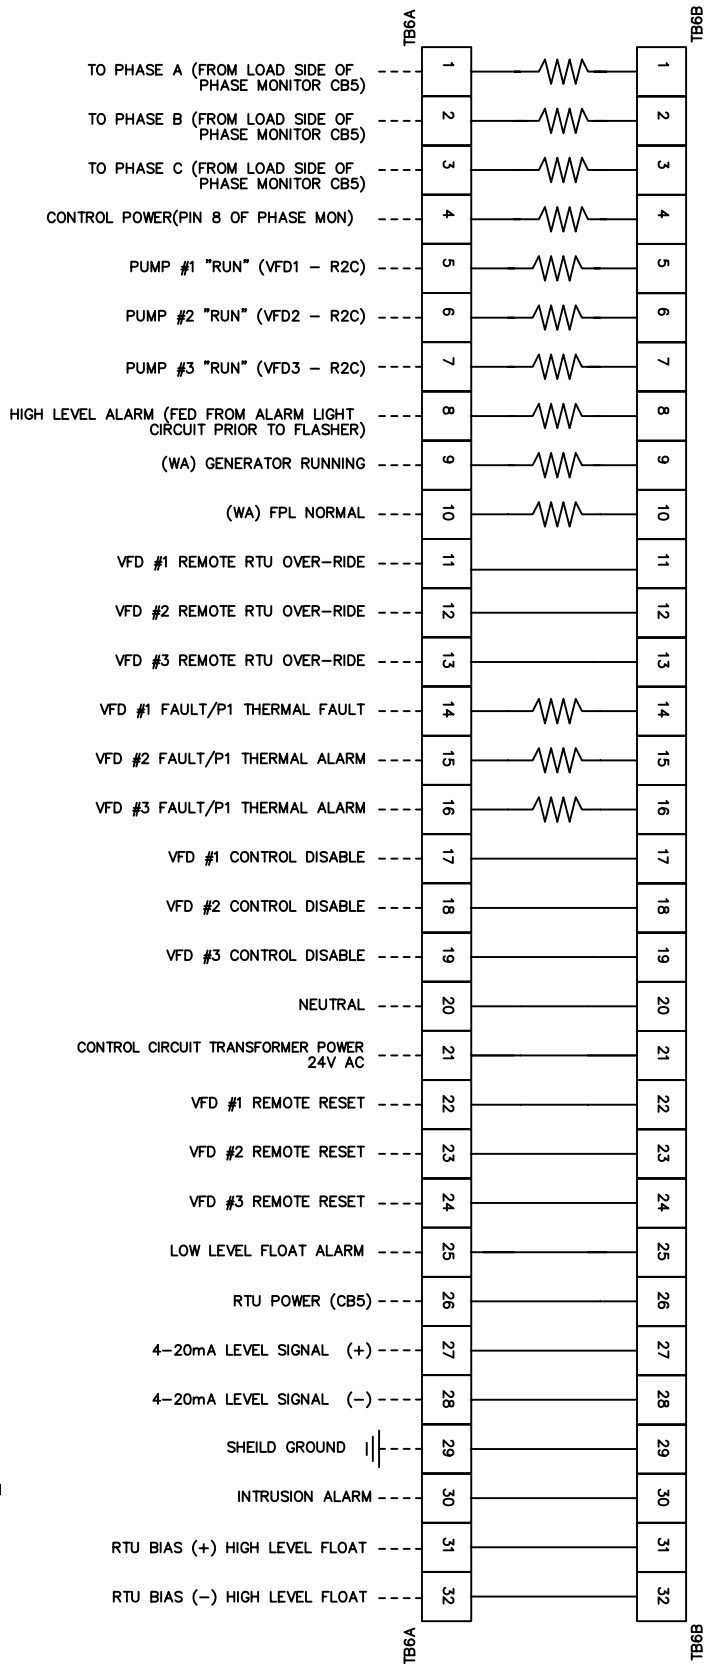 TB6A
TB6B
TO PHASE A (FROM LOAD SIDE OF
PHASE MONITOR CB5)
1
1
TO PHASE B (FROM LOAD SIDE OF
PHASE MONITOR CB5)
2
2
TO PHASE C (FROM LOAD SIDE OF
PHASE MONITOR CB5)
3
3
CONTROL POWER(PIN 8 OF PHASE MON)
4
4
PUMP #1 "RUN" (VFD1 - R2C)
5
5
PUMP #2 "RUN" (VFD2 - R2C)
6
6
PUMP #3 "RUN" (VFD3 - R2C)
7
7
HIGH LEVEL ALARM (FED FROM ALARM LIGHT
CIRCUIT PRIOR TO FLASHER)
8
8
(WA) GENERATOR RUNNING
9
9
(WA) FPL NORMAL
10
10
VFD #1 REMOTE RTU OVER-RIDE
11
11
VFD #2 REMOTE RTU OVER-RIDE
12
12
VFD #3 REMOTE RTU OVER-RIDE
13
13
VFD #1 FAULT/P1 THERMAL FAULT
14
14
VFD #2 FAULT/P1 THERMAL ALARM
15
15
VFD #3 FAULT/P1 THERMAL ALARM
16
16
VFD #1 CONTROL DISABLE
17
17
VFD #2 CONTROL DISABLE
18
18
VFD #3 CONTROL DISABLE
19
19
NEUTRAL
20
20
CONTROL CIRCUIT TRANSFORMER POWER
24V AC
21
21
VFD #1 REMOTE RESET
22
22
VFD #2 REMOTE RESET
23
23
VFD #3 REMOTE RESET
24
24
LOW LEVEL FLOAT ALARM
25
25
RTU POWER (CB5)
26
26
4-20mA LEVEL SIGNAL (+)
27
27
4-20mA LEVEL SIGNAL (-)
28
28
SHEILD GROUND
29
29
INTRUSION ALARM
30
30
RTU BIAS (+) HIGH LEVEL FLOAT
31
31
RTU BIAS (-) HIGH LEVEL FLOAT
32
32
TB6A
TB6B